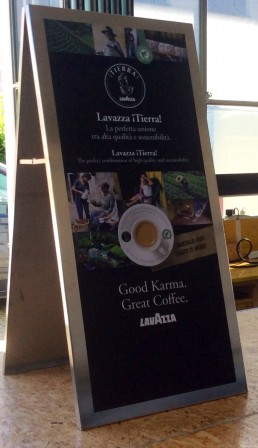 ¡TIERRA!
LAVAZZA
Lavazza ¡Tierra!
La perfetta unione
tra alta qualità e sostenibilità.
Lavazza ¡Tierra!
The perfect combination of high quality and sustainability.
Good Karma.
Great Coffee.
LAVAZZA